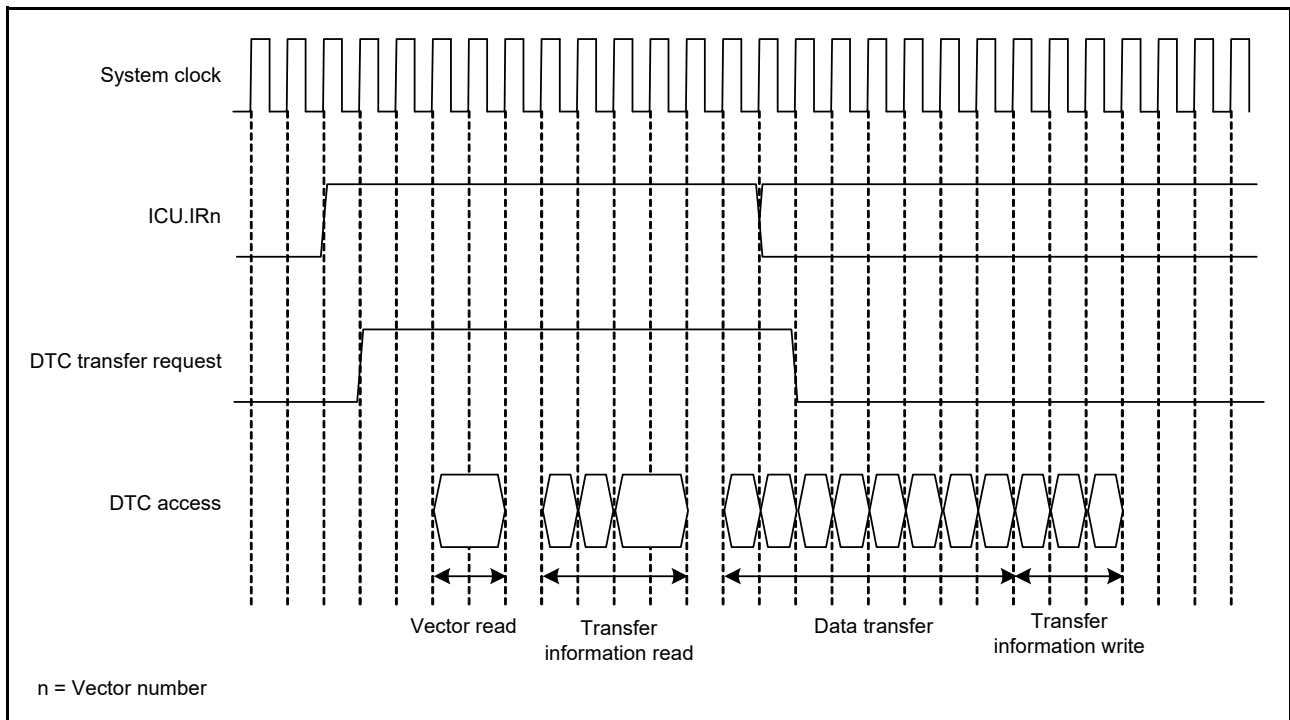 System clock
ICU.IRn
DTC transfer request
DTC access
Vector read
Transfer
information read
Data transfer
Transfer
information write
n = Vector number